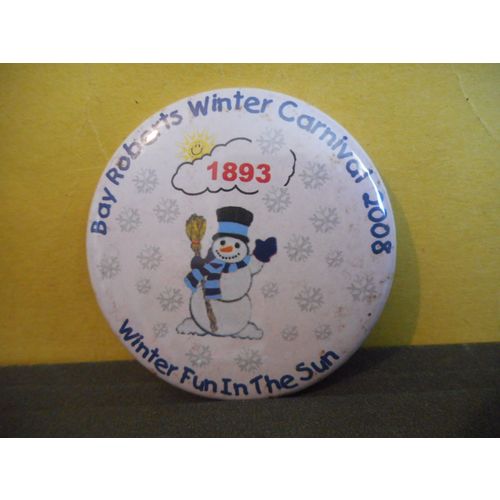 Bay Roberts Winter Carnival 2008
1893
Winter Fun In The Sun